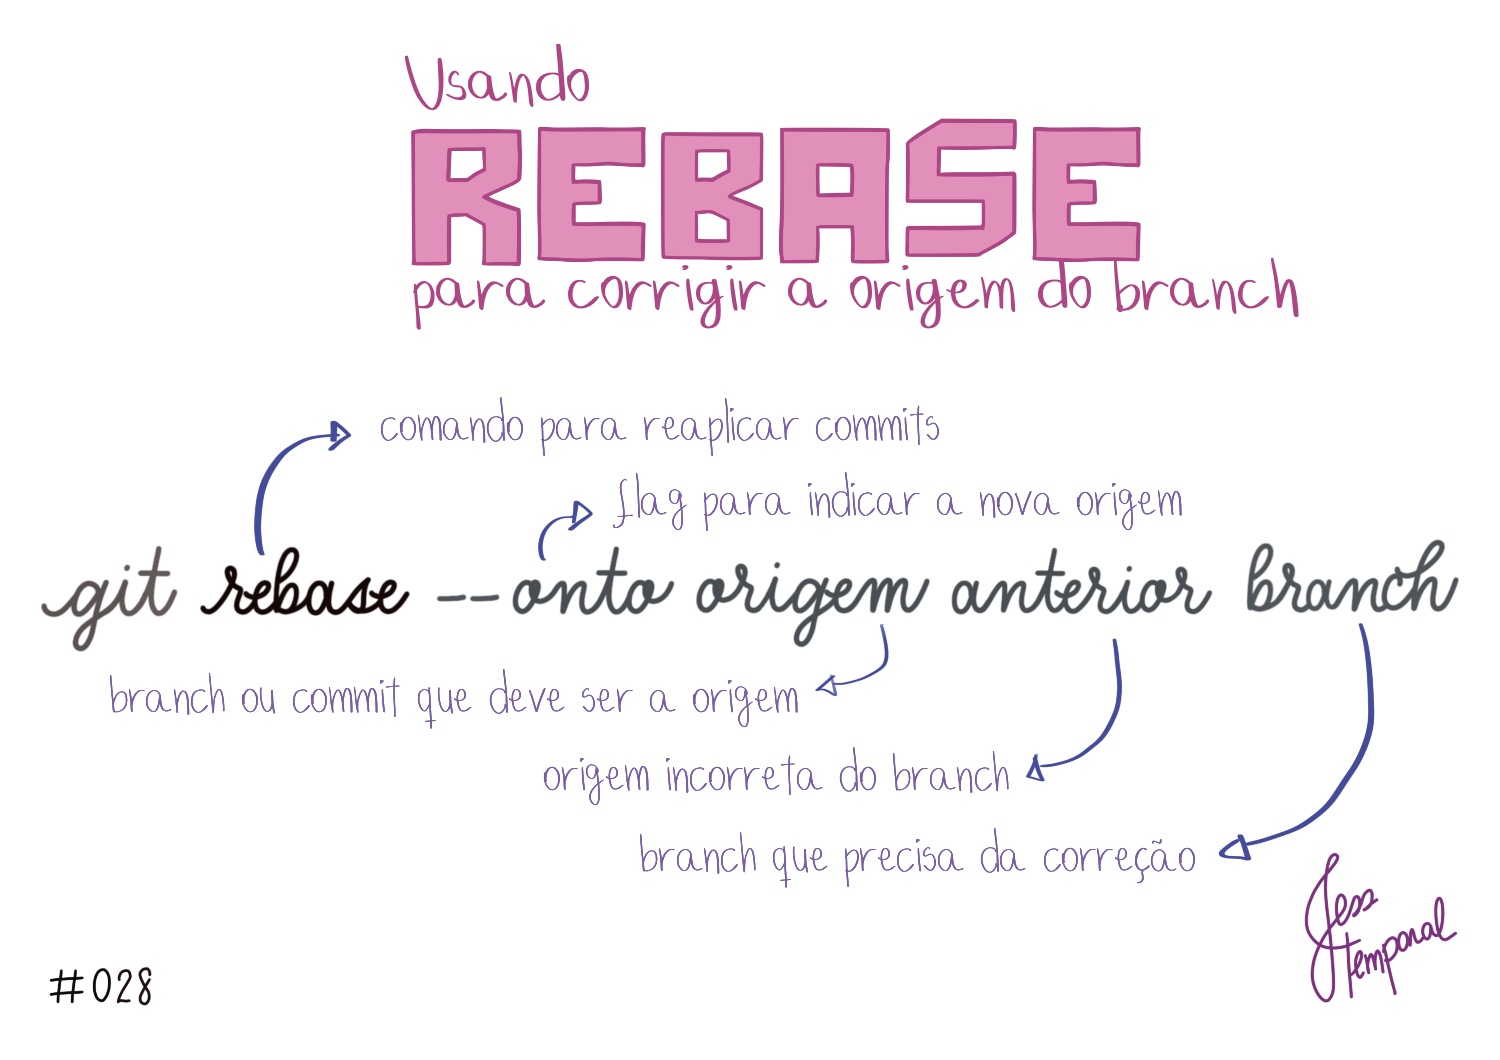 Usando
REBASE
para corrigir a origem do branch
comando para reaplicar commits
flag para indicar a nova origem
git rebase --onto origem anterior branch
branch ou commit que deve ser a origem
origem incorreta do branch
branch que precisa da correção
Jess
temporal
#028